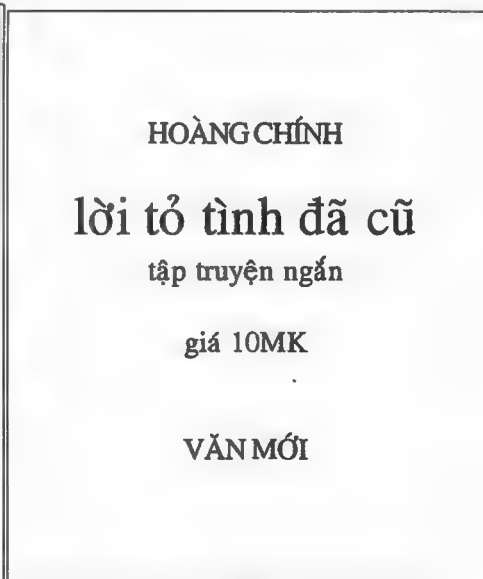 HOÀNG CHÍNH
lời tỏ tình đã cũ
tập truyện ngắn
giá 10MK
VĂN MỚI